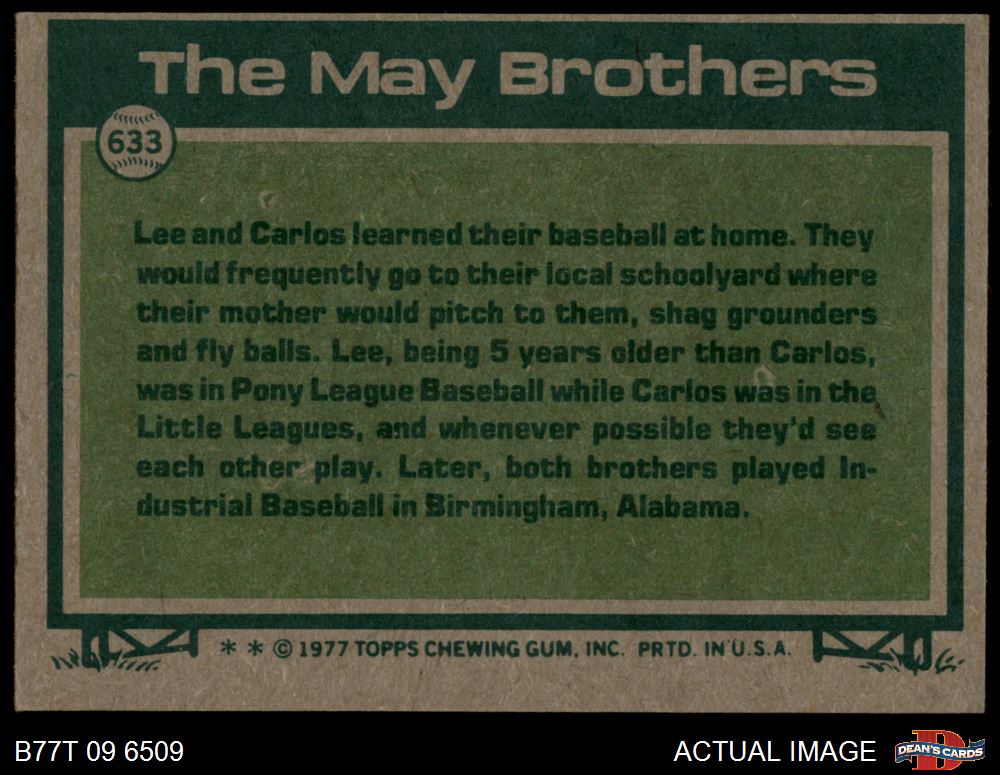 The May Brothers
633
Lee and Carlos learned their baseball at home. They
would frequently go to their local schoolyard where
their mother would pitch to them, shag grounders
and fly balls. Lee, being 5 years older than Carlos,
was in Pony League Baseball while Carlos was in the
Little Leagues, and whenever possible they'd see
each other play. Later, both brothers played In-
dustrial Baseball in Birmingham, Alabama.
* * © 1977 TOPPS CHEWING GUM, INC. PRTD. IN U.S.A.
B77T 09 6509
ACTUAL IMAGE
D
DEAN'S CARDS